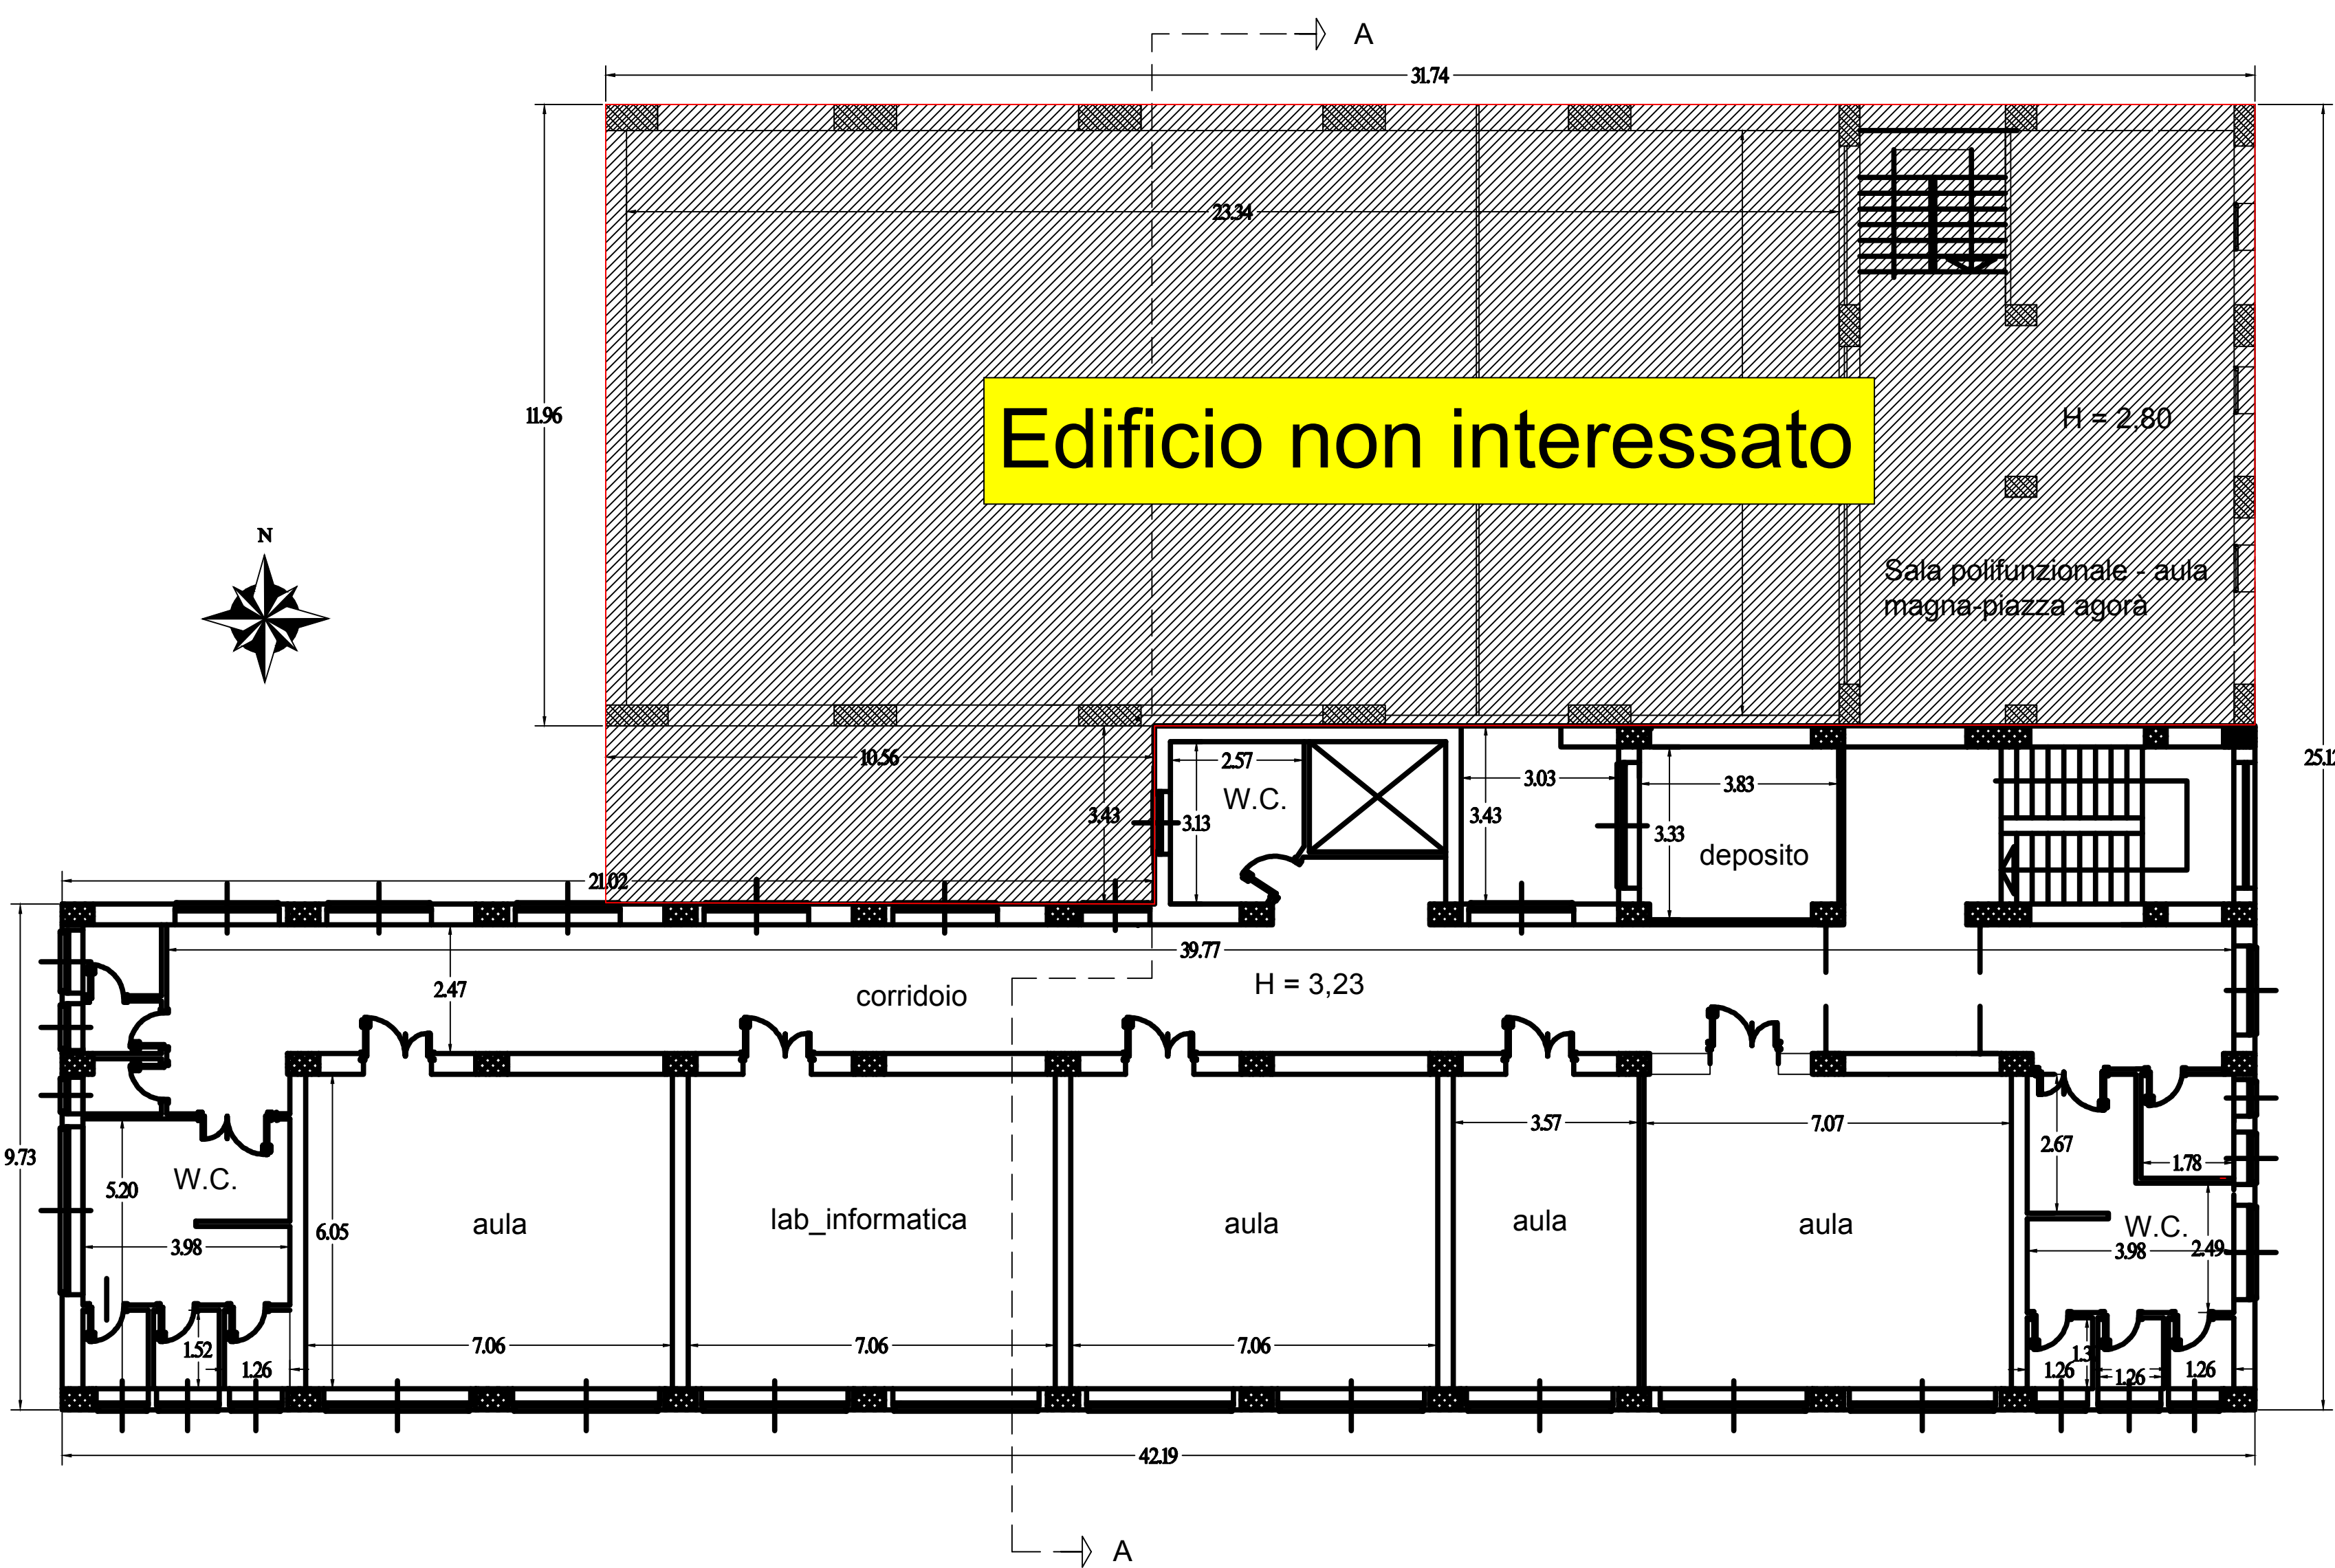 A
31.74
23.34
11.96
Edificio non interessato
H = 2,80
N
Sala polifunzionale - aula
magna-piazza agorà
25.12
10.56
2.57
3.03
3.83
W.C.
3.43
3.13
3.43
3.33
deposito
21.02
39.77
2.47
corridoio
H = 3,23
9.73
3.57
7.07
2.67
1.78
5.20
W.C.
6.05
aula
lab_informatica
aula
aula
aula
W.C.
3.98
3.98
2.49
1.52
1.26
7.06
7.06
7.06
1.26
1.26
1.26
42.19
A